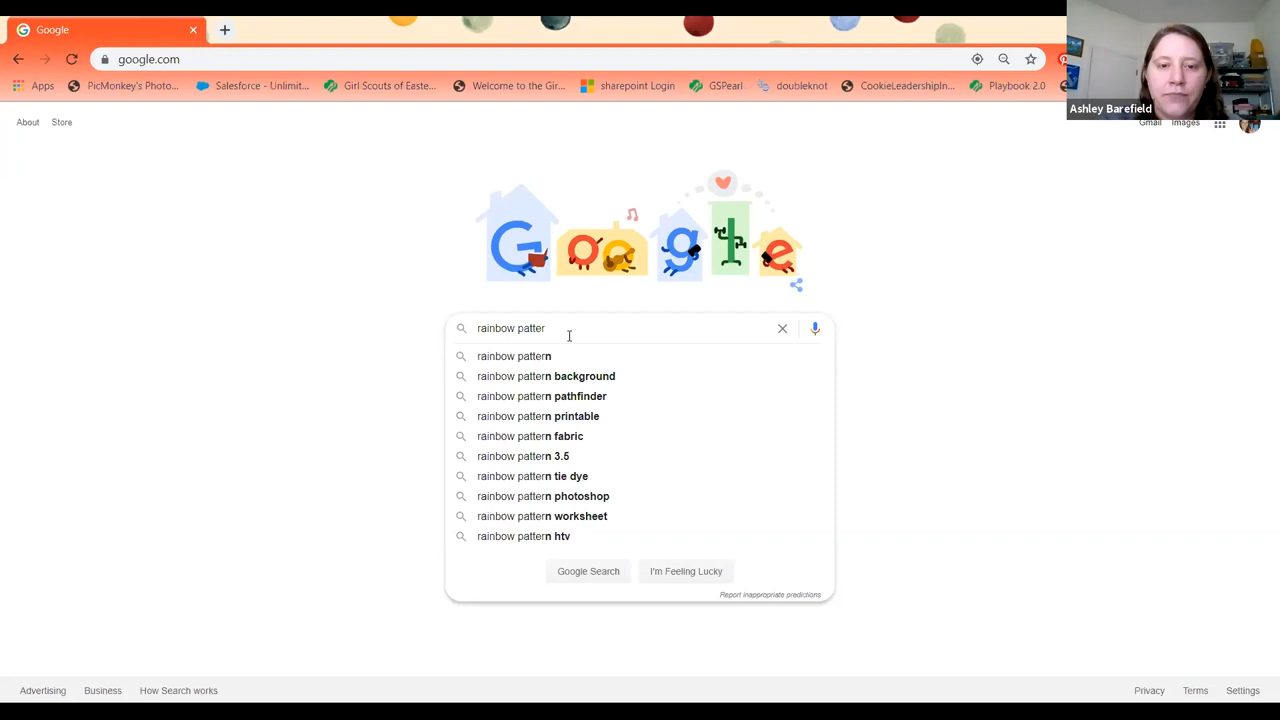 Google
google.com
Apps
PicMonkey's Photo...
Salesforce - Unlimit...
Girl Scouts of Easte...
Welcome to the Gir...
sharepoint Login
GSPearl
doubleknot
CookieLeadershipIn...
Playbook 2.0
Ashley Barefield
About
Store
Gmail
Images
Google
rainbow patter
rainbow pattern
rainbow pattern background
rainbow pattern pathfinder
rainbow pattern printable
rainbow pattern fabric
rainbow pattern 3.5
rainbow pattern tie dye
rainbow pattern photoshop
rainbow pattern worksheet
rainbow pattern htv
Google Search
I'm Feeling Lucky
Report inappropriate predictions
Advertising
Business
How Search works
Privacy
Terms
Settings